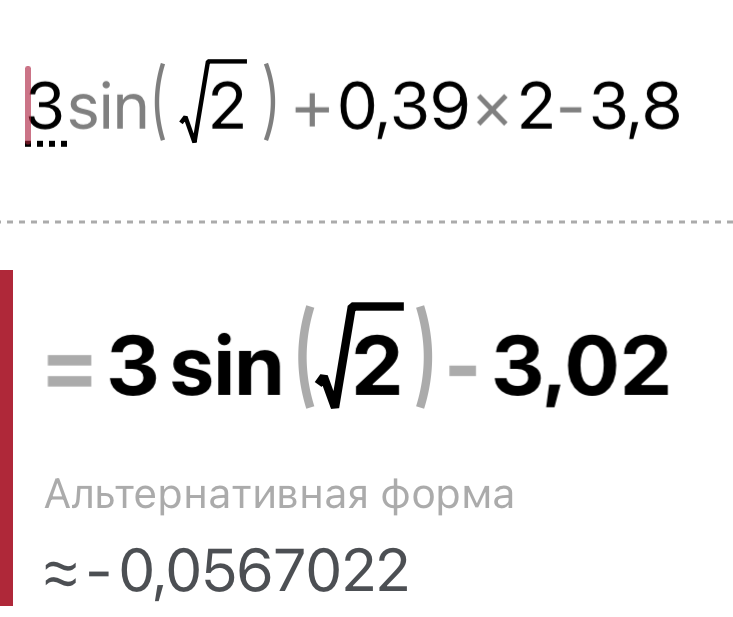 3sin(√2)+0,39×2-3,8
=3 sin(√2)-3,02
Альтернативная форма
≈-0,0567022